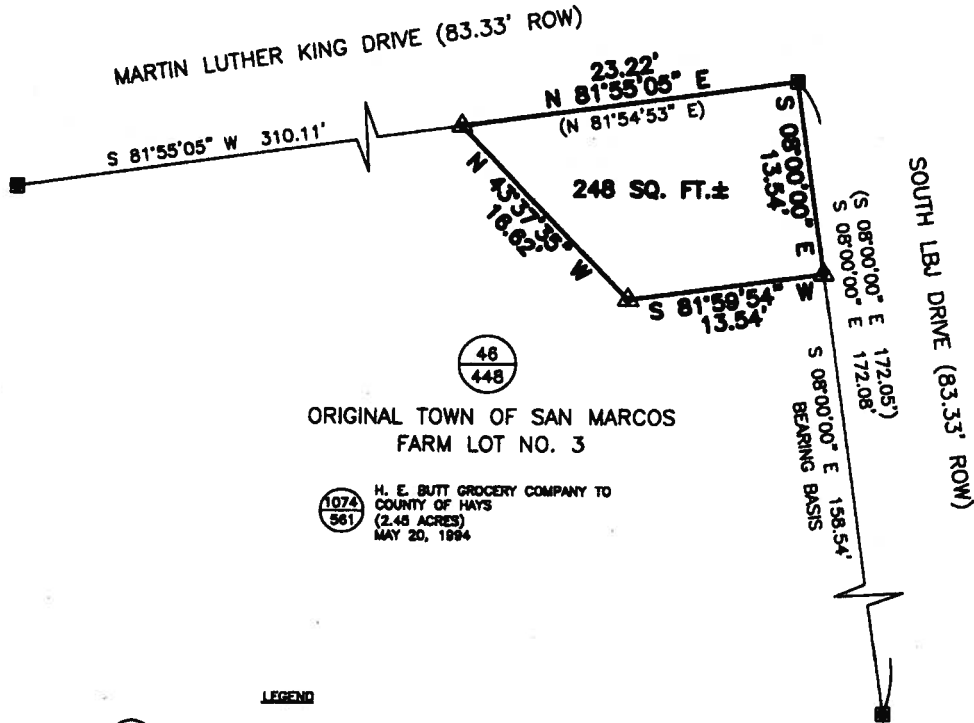 MARTIN LUTHER KING DRIVE (83.33' ROW)
23.22'
N 81°55'05" E
(N 81°54'53" E)
S 81°55'05" W 310.11'
S 08°00'00" E
13.54'
N 43°37'35" W
18.62'
248 SQ. FT.±
S 81°59'54" W
13.54'
SOUTH LBJ DRIVE (83.33' ROW)
(S 08°00'00" E 172.05')
S 08°00'00" E 172.08'
S 08°00'00" E 158.54'
BEARING BASIS
46
448
ORIGINAL TOWN OF SAN MARCOS
FARM LOT NO. 3
1074
561
H. E. BUTT GROCERY COMPANY TO
COUNTY OF HAYS
(2.45 ACRES)
MAY 20, 1994
LEGEND